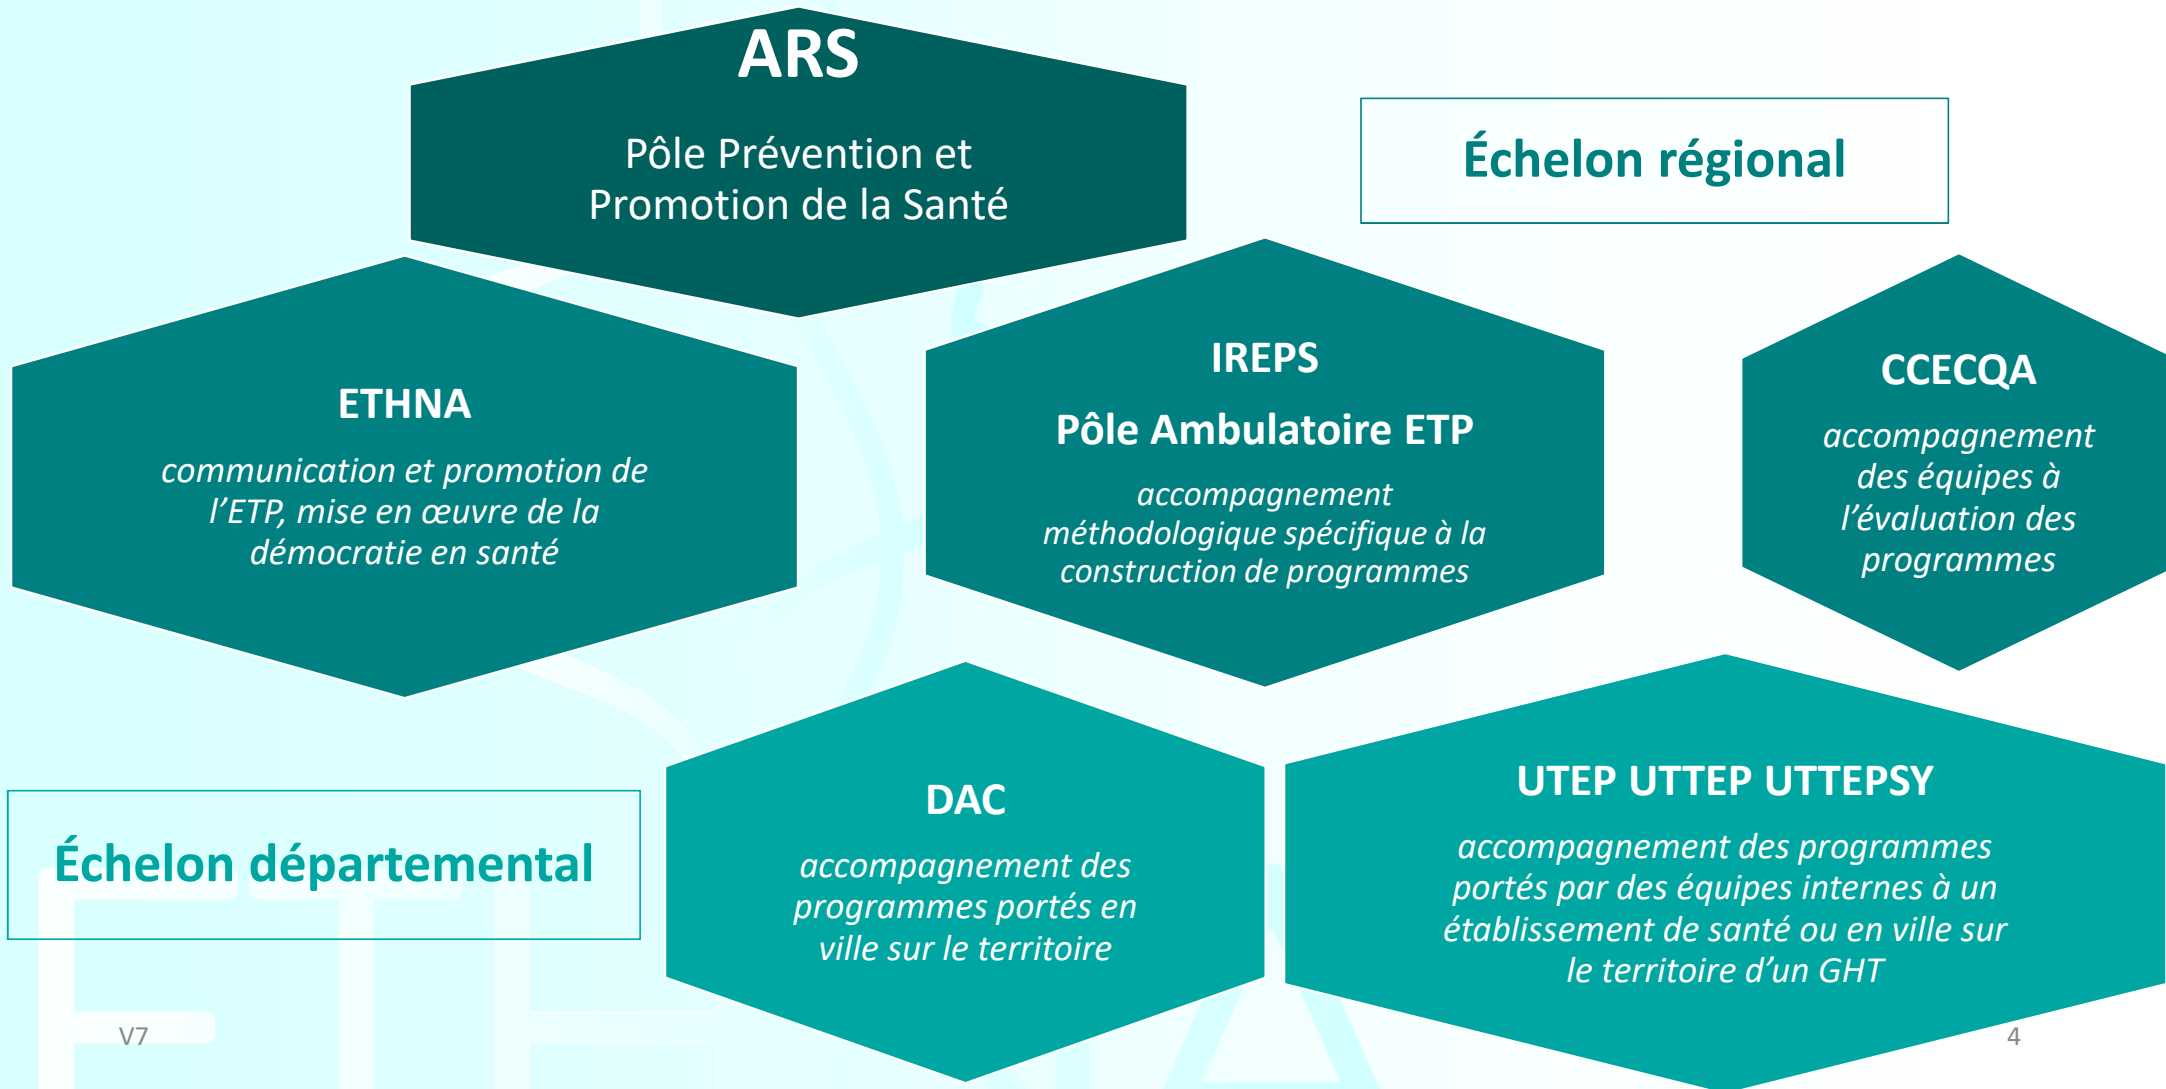 ARS
Pôle Prévention et
Promotion de la Santé
Échelon régional
ETHNA
communication et promotion de
l’ETP, mise en œuvre de la
démocratie en santé
IREPS
Pôle Ambulatoire ETP
accompagnement
méthodologique spécifique à la
construction de programmes
CCECQA
accompagnement
des équipes à
l’évaluation des
programmes
Échelon départemental
DAC
accompagnement des
programmes portés en
ville sur le territoire
UTEP UTTEP UTTEPSY
accompagnement des programmes
portés par des équipes internes à un
établissement de santé ou en ville sur
le territoire d’un GHT
V7
4